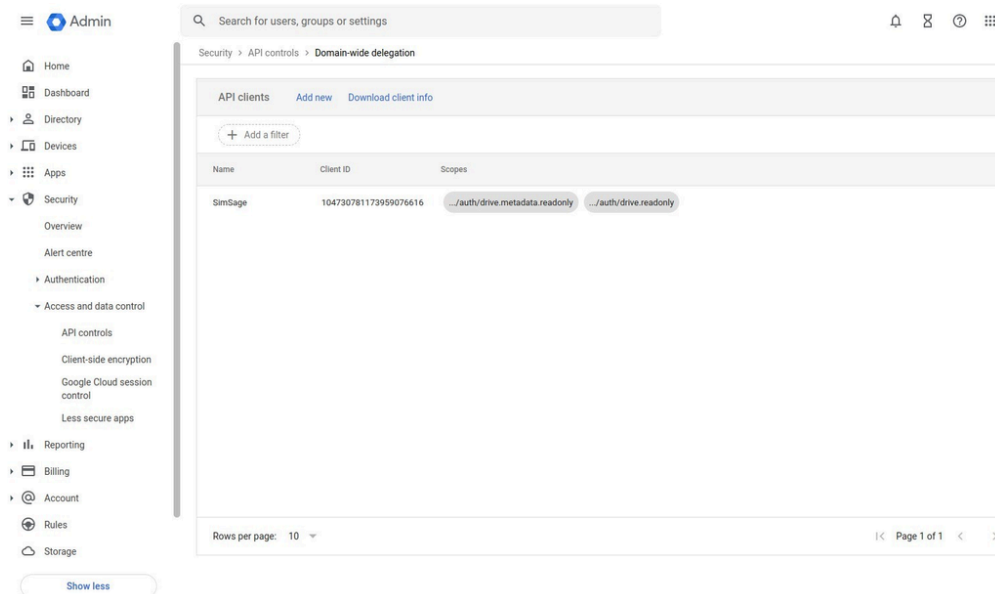 Admin
Search for users, groups or settings
Security > API controls > Domain-wide delegation
Home
Dashboard
Directory
Devices
Apps
Security
Overview
Alert centre
Authentication
Access and data control
API controls
Client-side encryption
Google Cloud session
control
Less secure apps
Reporting
Billing
Account
Rules
Storage
Show less
API clients Add new Download client info
+ Add a filter
Name Client ID Scopes
SimSage 104730781173959076616 .../auth/drive.metadata.readonly .../auth/drive.readonly
Rows per page: 10 Page 1 of 1